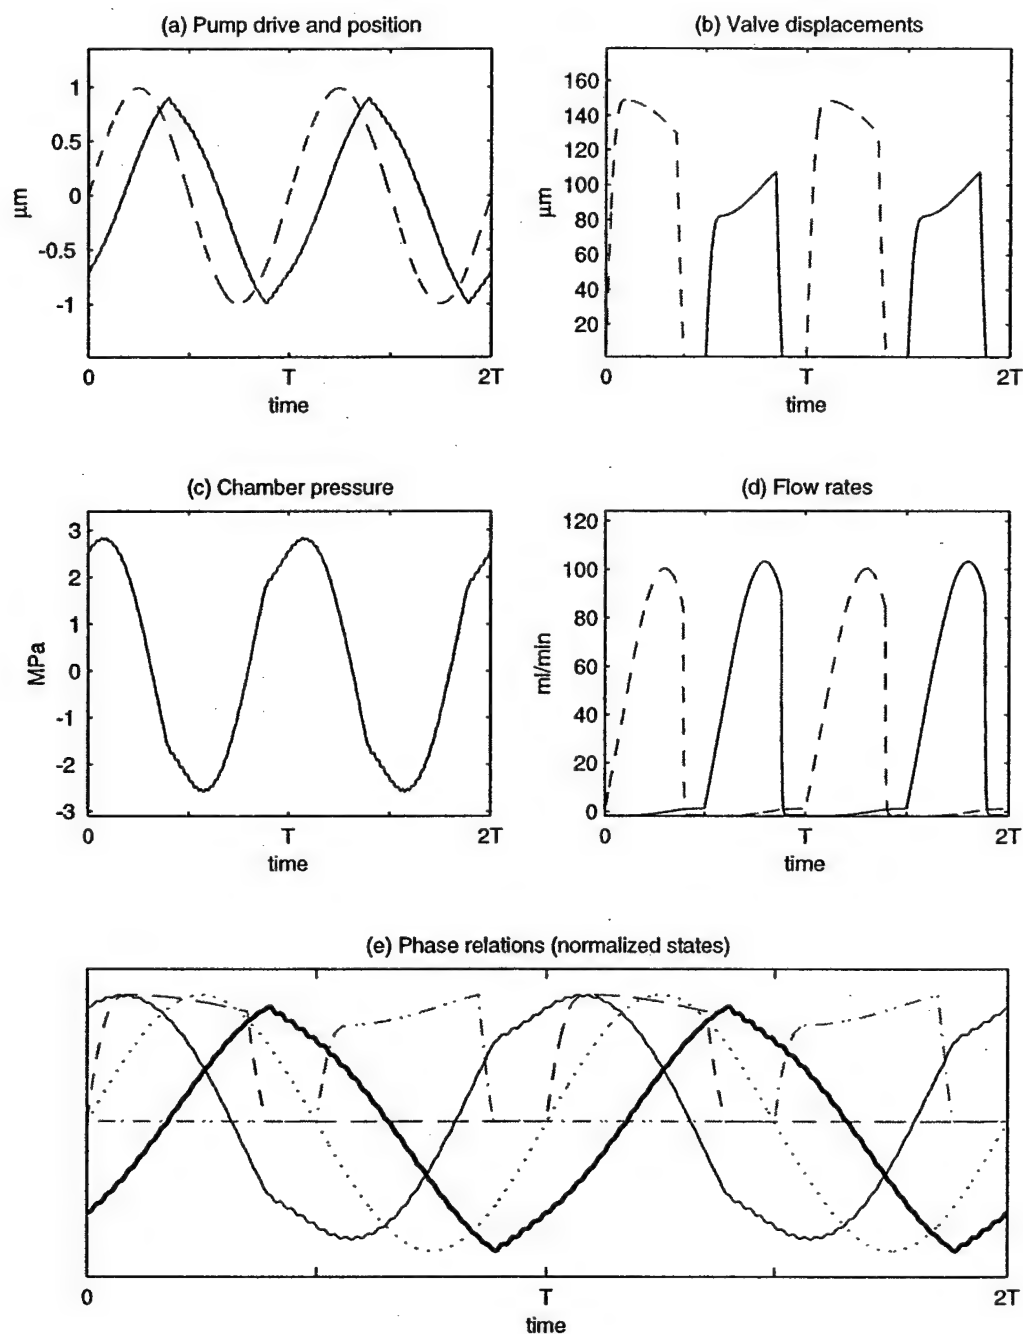 (a) Pump drive and position
(b) Valve displacements
1
0.5
0
-0.5
-1
µm
0
T
2T
time
160
140
120
100
80
60
40
20
µm
0
T
2T
time
(c) Chamber pressure
(d) Flow rates
3
2
1
0
-1
-2
-3
MPa
0
T
2T
time
120
100
80
60
40
20
0
ml/min
0
T
2T
time
(e) Phase relations (normalized states)
0
T
2T
time